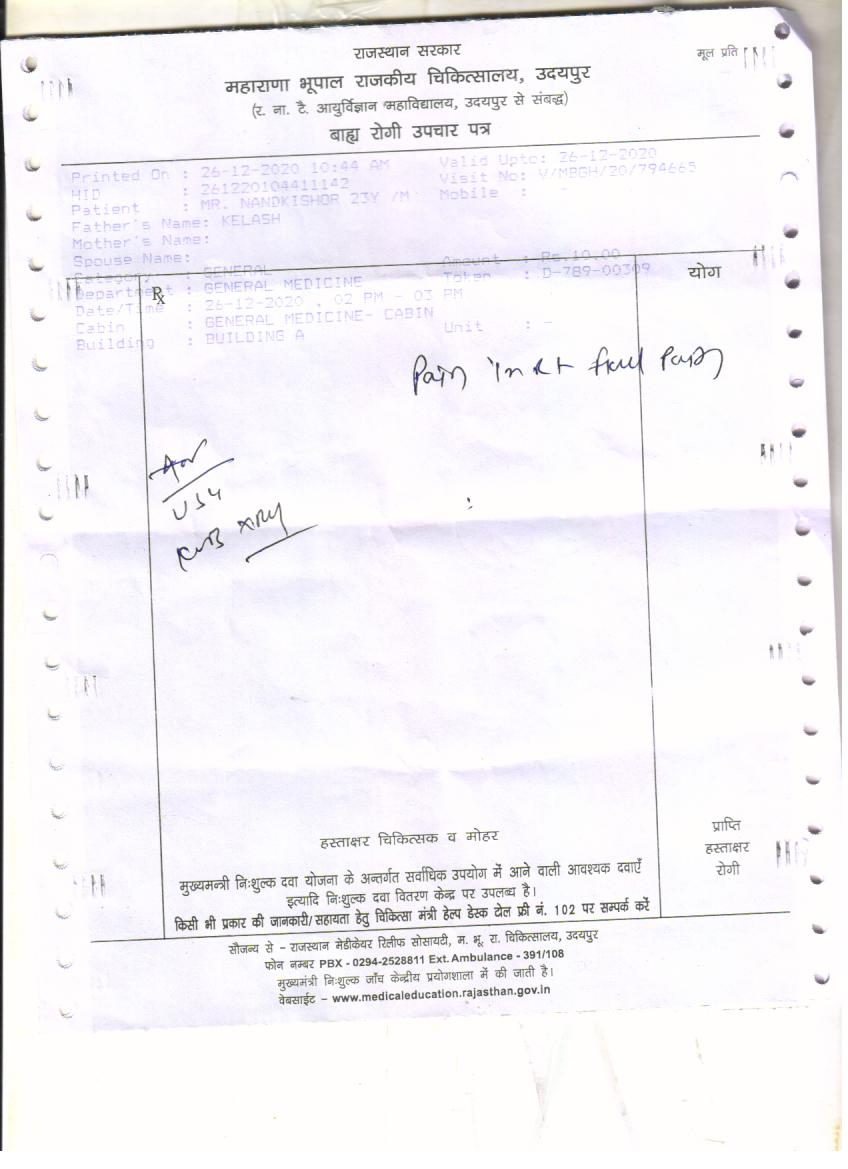 राजस्थान सरकार
मूल प्रति
महाराणा भूपाल राजकीय चिकित्सालय, उदयपुर
(र. ना. टै. आयुर्विज्ञान महाविद्यालय, उदयपुर से संबद्ध)
बाह्य रोगी उपचार पत्र
Printed On : 26-12-2020 10:44 AM Valid Upto: 26-12-2020
HID : 261220104411142 Visit No: V/MBGH/20/794665
Patient : MR. NANDKISHOR 23Y /M Mobile : -
Father's Name: KELASH
Mother's Name:
Spouse Name:
Category : GENERAL Amount : Rs.10.00
Department : GENERAL MEDICINE Token : D-789-00309
Date/Time : 26-12-2020 , 02 PM - 03 PM
Cabin : GENERAL MEDICINE- CABIN
Building : BUILDING A Unit : -
℞
योग
Pain in Rt
हस्ताक्षर चिकित्सक व मोहर
प्राप्ति
हस्ताक्षर
रोगी
मुख्यमन्त्री निःशुल्क दवा योजना के अन्तर्गत सर्वाधिक उपयोग में आने वाली आवश्यक दवाएँ
इत्यादि निःशुल्क दवा वितरण केन्द्र पर उपलब्ध है।
किसी भी प्रकार की जानकारी/सहायता हेतु चिकित्सा मंत्री हेल्प डेस्क टोल फ्री नं. 102 पर सम्पर्क करें
सौजन्य से – राजस्थान मेडीकेयर रिलीफ सोसायटी, म. भू. रा. चिकित्सालय, उदयपुर
फोन नम्बर PBX - 0294-2528811 Ext. Ambulance - 391/108
मुख्यमंत्री निःशुल्क जाँच केन्द्रीय प्रयोगशाला में की जाती है।
वेबसाईट – www.medicaleducation.rajasthan.gov.in